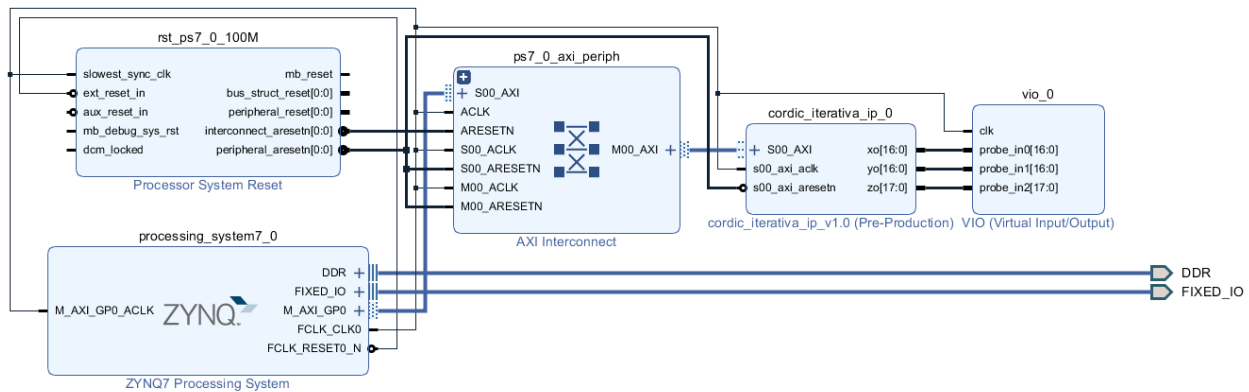 rst_ps7_0_100M
slowest_sync_clk
ext_reset_in
aux_reset_in
mb_debug_sys_rst
dcm_locked
mb_reset
bus_struct_reset[0:0]
peripheral_reset[0:0]
interconnect_aresetn[0:0]
peripheral_aresetn[0:0]
Processor System Reset
ps7_0_axi_periph
S00_AXI
ACLK
ARESETN
S00_ACLK
S00_ARESETN
M00_ACLK
M00_ARESETN
M00_AXI
AXI Interconnect
cordic_iterativa_ip_0
S00_AXI
s00_axi_aclk
s00_axi_aresetn
xo[16:0]
yo[16:0]
zo[17:0]
cordic_iterativa_ip_v1.0 (Pre-Production)
vio_0
clk
probe_in0[16:0]
probe_in1[16:0]
probe_in2[17:0]
VIO (Virtual Input/Output)
processing_system7_0
M_AXI_GP0_ACLK
ZYNQ
DDR
FIXED_IO
M_AXI_GP0
FCLK_CLK0
FCLK_RESET0_N
ZYNQ7 Processing System
DDR
FIXED_IO